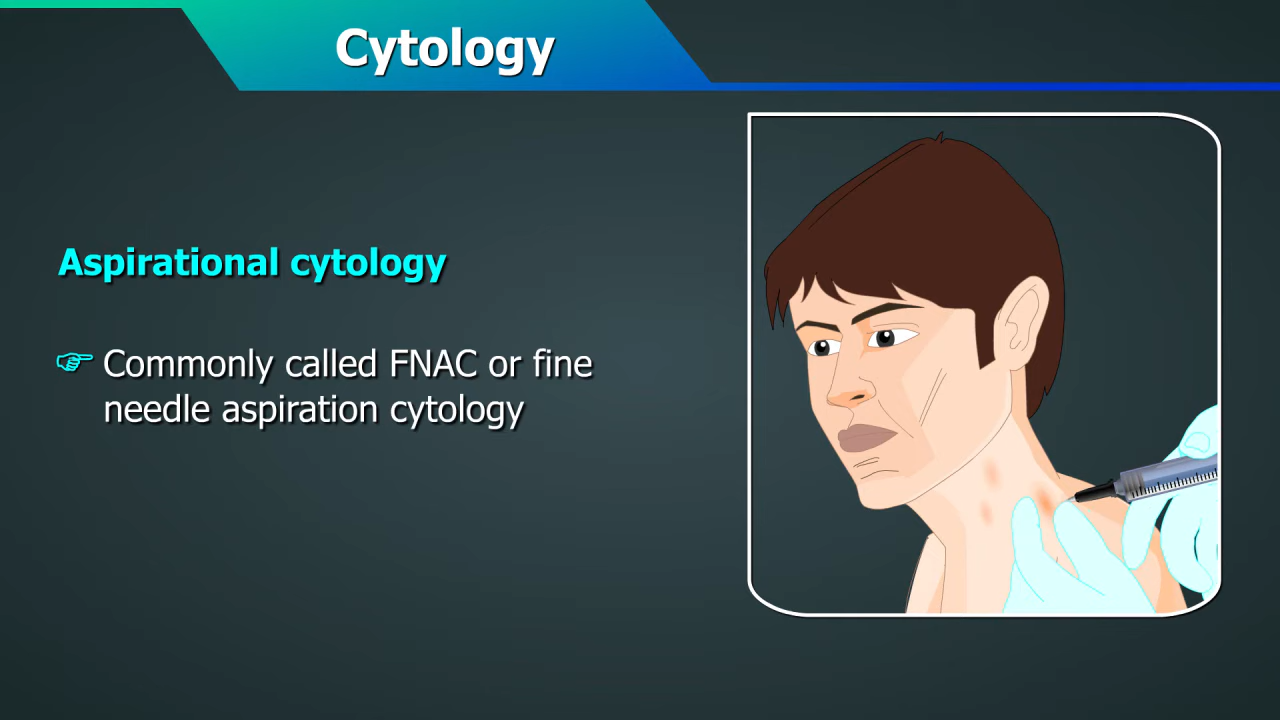 Cytology
Aspirational cytology
Commonly called FNAC or fine
needle aspiration cytology